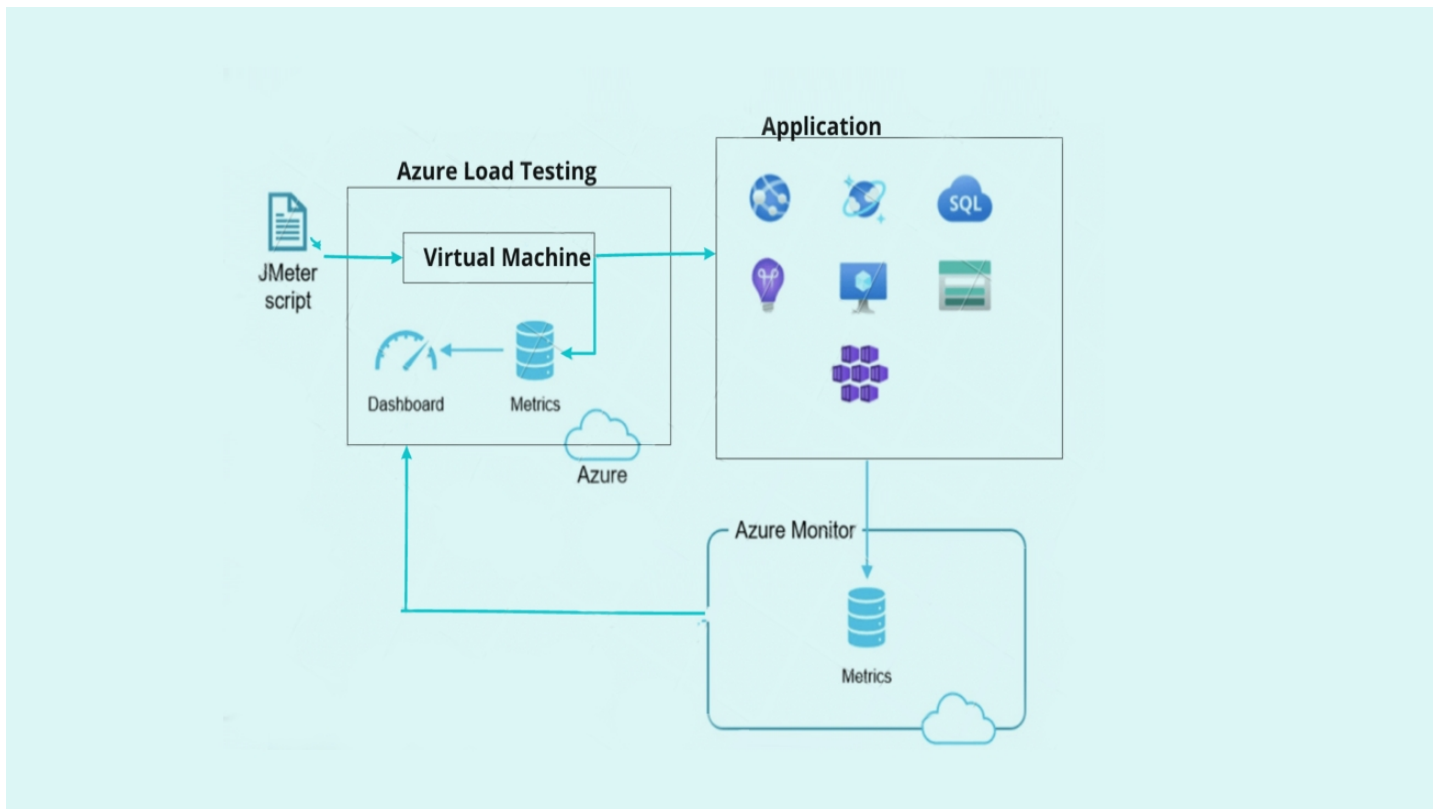 Application
Azure Load Testing
SQL
JMeter
script
Virtual Machine
Dashboard
Metrics
Azure
Azure Monitor
Metrics